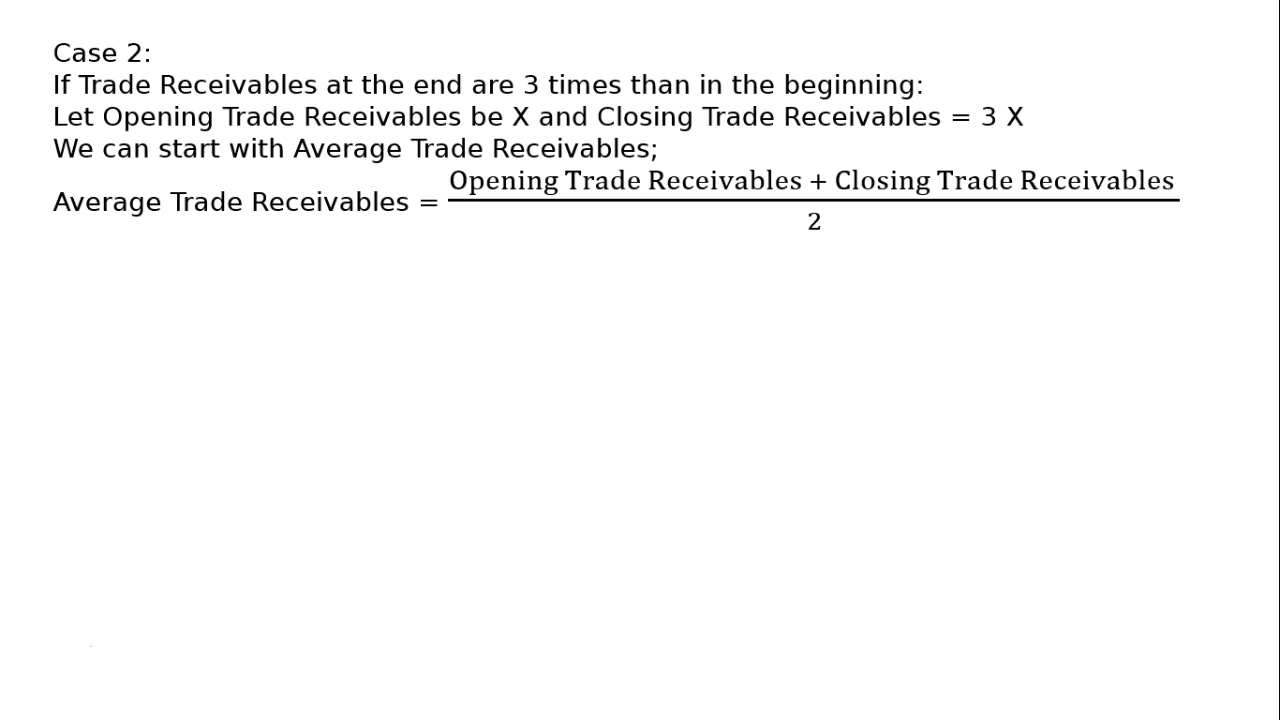 Case 2:
If Trade Receivables at the end are 3 times than in the beginning:
Let Opening Trade Receivables be X and Closing Trade Receivables = 3 X
We can start with Average Trade Receivables;
Average Trade Receivables = Opening Trade Receivables + Closing Trade Receivables
2